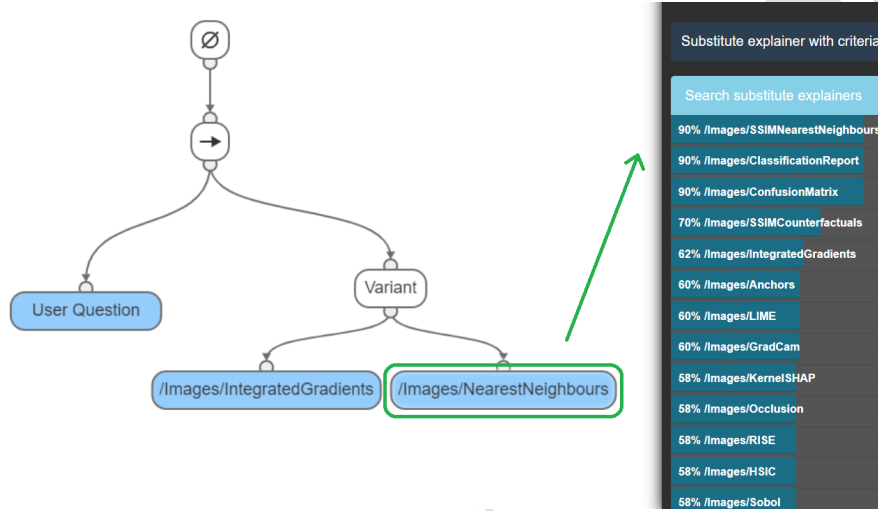 Ø
User Question
Variant
/Images/IntegratedGradients
/Images/NearestNeighbours
Substitute explainer with criteria
Search substitute explainers
90% /Images/SSIMNearestNeighbours
90% /Images/ClassificationReport
90% /Images/ConfusionMatrix
70% /Images/SSIMCounterfactuals
62% /Images/IntegratedGradients
60% /Images/Anchors
60% /Images/LIME
60% /Images/GradCam
58% /Images/KernelSHAP
58% /Images/Occlusion
58% /Images/RISE
58% /Images/HSIC
58% /Images/Sobol